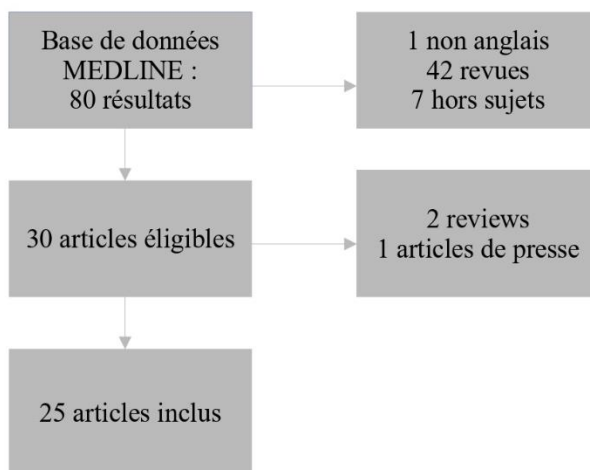 Base de données
MEDLINE :
80 résultats
1 non anglais
42 revues
7 hors sujets
30 articles éligibles
2 reviews
1 articles de presse
25 articles inclus